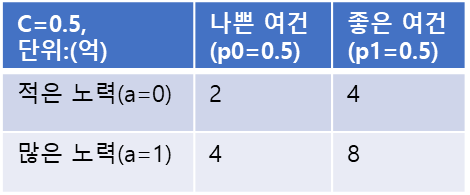 C=0.5,
단위:(억)
나쁜 여건
(p0=0.5)
좋은 여건
(p1=0.5)
적은 노력(a=0)
2
4
많은 노력(a=1)
4
8